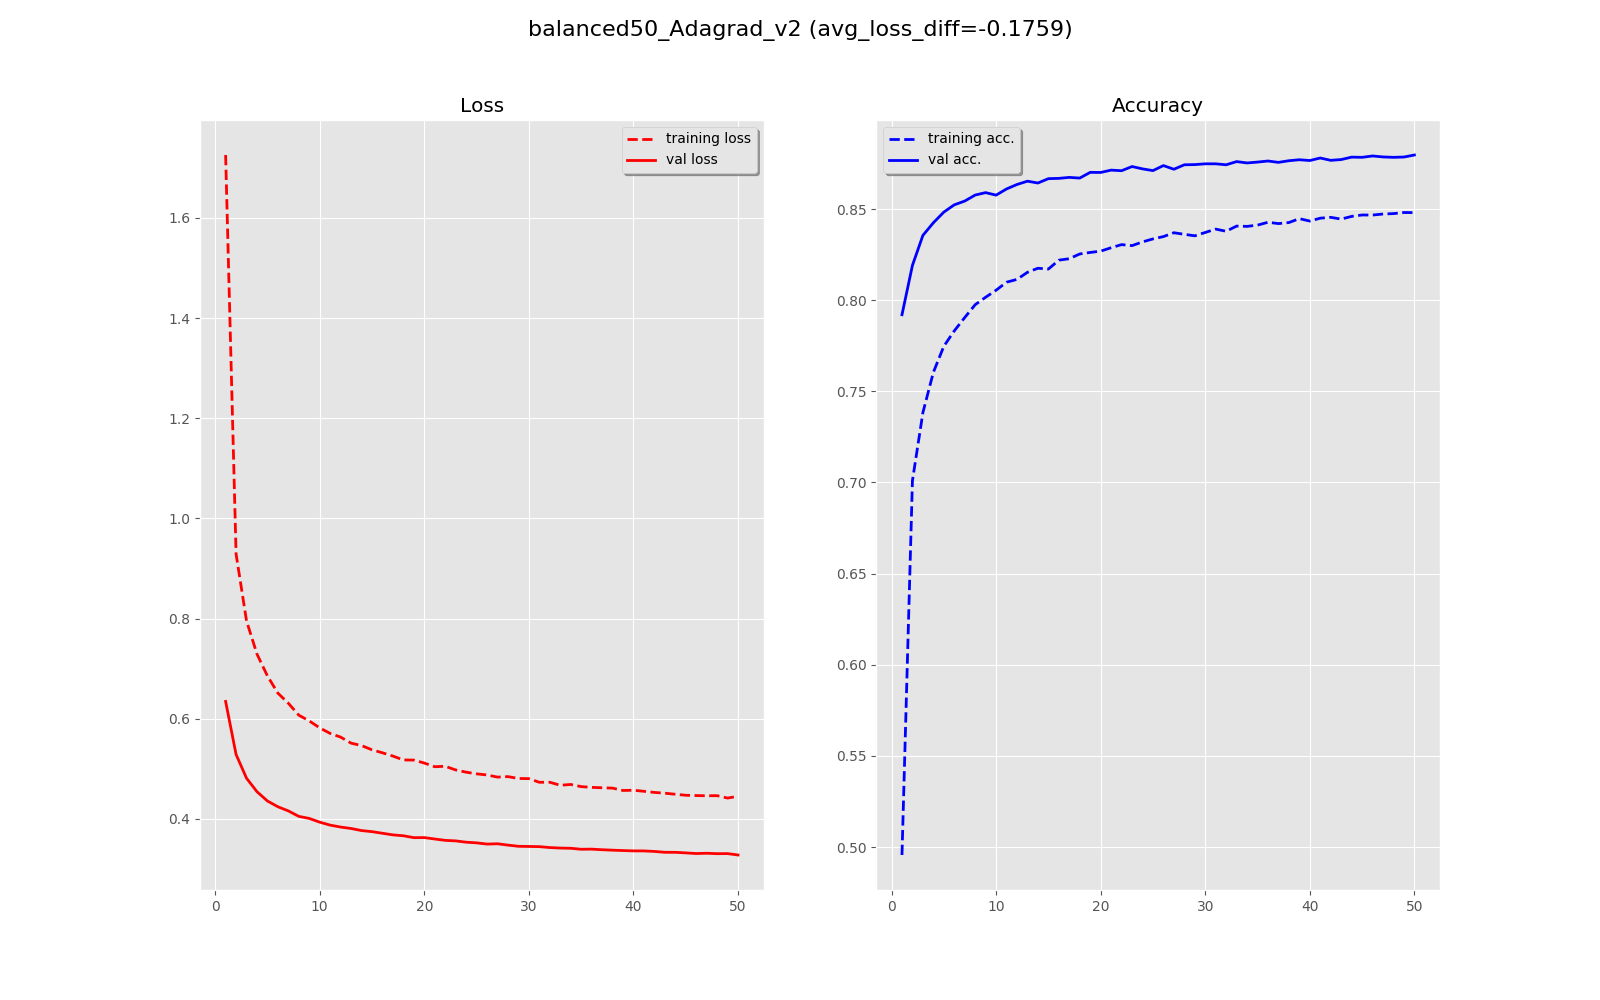 balanced50_Adagrad_v2 (avg_loss_diff=-0.1759)
Loss
training loss
val loss
1.6
1.4
1.2
1.0
0.8
0.6
0.4
0 10 20 30 40 50
Accuracy
training acc.
val acc.
0.85
0.80
0.75
0.70
0.65
0.60
0.55
0.50
0 10 20 30 40 50